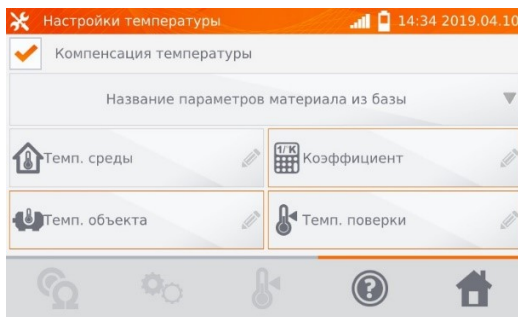 Настройки температуры 14:34 2019.04.10
Компенсация температуры
Название параметров материала из базы
Темп. среды
1/K Коэффициент
Темп. объекта
Темп. поверки